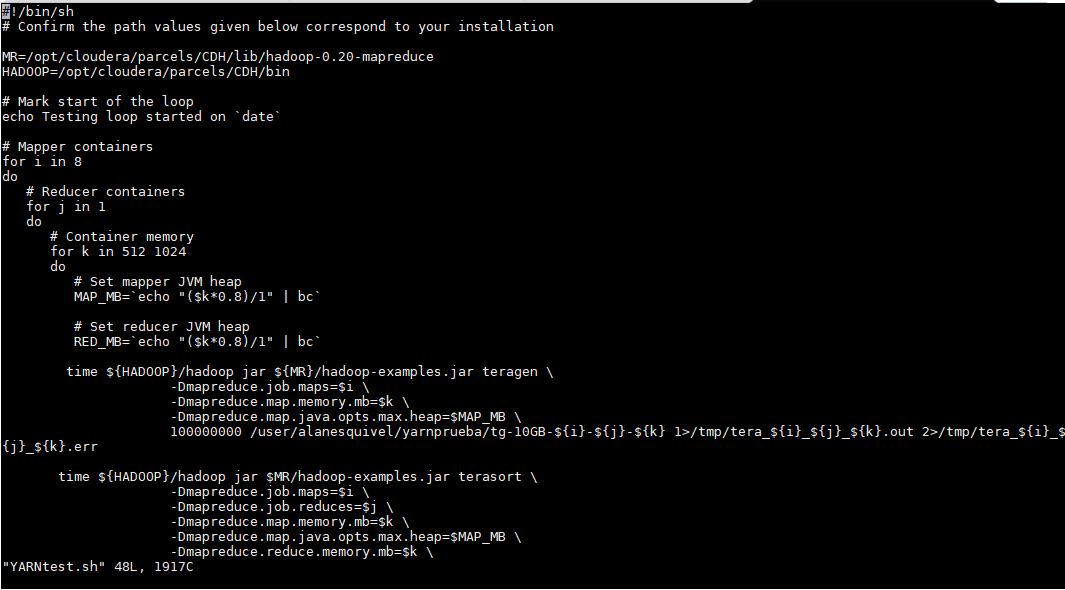 #!/bin/sh
# Confirm the path values given below correspond to your installation
MR=/opt/cloudera/parcels/CDH/lib/hadoop-0.20-mapreduce
HADOOP=/opt/cloudera/parcels/CDH/bin
# Mark start of the loop
echo Testing loop started on `date`
# Mapper containers
for i in 8
do
# Reducer containers
for j in 1
do
# Container memory
for k in 512 1024
do
# Set mapper JVM heap
MAP_MB=`echo "($k*0.8)/1" | bc`
# Set reducer JVM heap
RED_MB=`echo "($k*0.8)/1" | bc`
time ${HADOOP}/hadoop jar ${MR}/hadoop-examples.jar teragen \
-Dmapreduce.job.maps=$i \
-Dmapreduce.map.memory.mb=$k \
-Dmapreduce.map.java.opts.max.heap=$MAP_MB \
100000000 /user/alanesquivel/yarnprueba/tg-10GB-${i}-${j}-${k} 1>/tmp/tera_${i}_${j}_${k}.out 2>/tmp/tera_${i}_$
{j}_${k}.err
time ${HADOOP}/hadoop jar $MR/hadoop-examples.jar terasort \
-Dmapreduce.job.maps=$i \
-Dmapreduce.job.reduces=$j \
-Dmapreduce.map.memory.mb=$k \
-Dmapreduce.map.java.opts.max.heap=$MAP_MB \
-Dmapreduce.reduce.memory.mb=$k \
"YARNtest.sh" 48L, 1917C